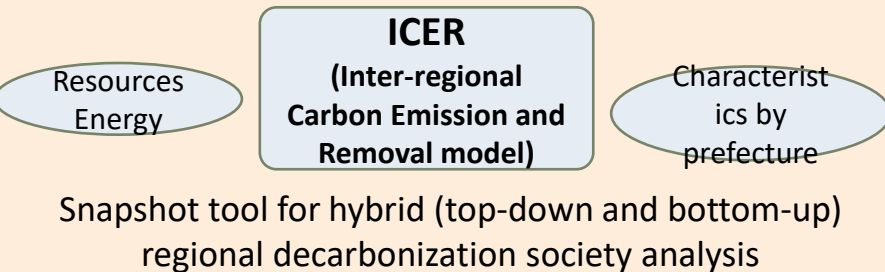 Resources
Energy
ICER
(Inter-regional
Carbon Emission and
Removal model)
Characterist
ics by
prefecture
Snapshot tool for hybrid (top-down and bottom-up)
regional decarbonization society analysis